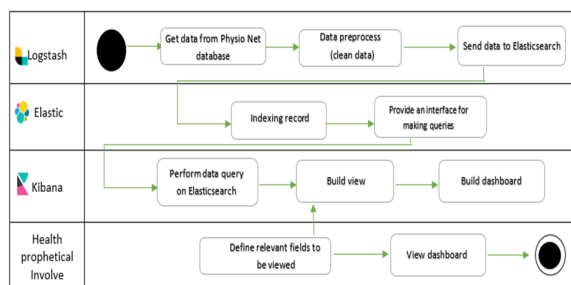 Logstash
Get data from Physio Net
database
Data preprocess
(clean data)
Send data to Elasticsearch
Elastic
Indexing record
Provide an interface for
making queries
Kibana
Perform data query
on Elasticsearch
Build view
Build dashboard
Health
prophetical
Involve
Define relevant fields to
be viewed
View dashboard